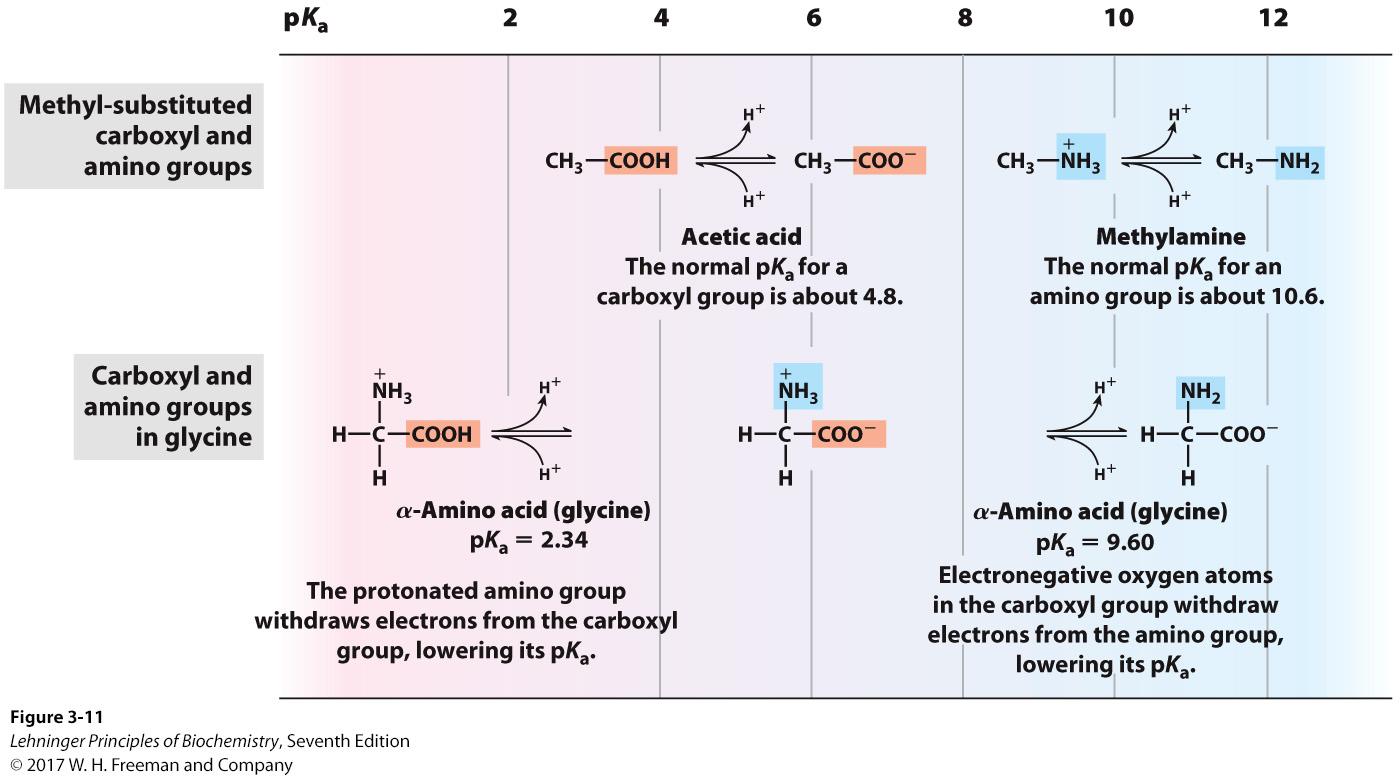 pKa 2 4 6 8 10 12
Methyl-substituted
carboxyl and
amino groups
H+ H+
CH3—COOH CH3—COO− CH3—N+H3 CH3—NH2
H+ H+
Acetic acid
The normal pKa for a
carboxyl group is about 4.8.
Methylamine
The normal pKa for an
amino group is about 10.6.
Carboxyl and
amino groups
in glycine
+NH3 H+ +NH3 H+ NH2
H—C—COOH H—C—COO− H—C—COO−
H H+ H H+ H
α-Amino acid (glycine)
pKa = 2.34
The protonated amino group
withdraws electrons from the carboxyl
group, lowering its pKa.
α-Amino acid (glycine)
pKa = 9.60
Electronegative oxygen atoms
in the carboxyl group withdraw
electrons from the amino group,
lowering its pKa.
Figure 3-11
Lehninger Principles of Biochemistry, Seventh Edition
© 2017 W. H. Freeman and Company